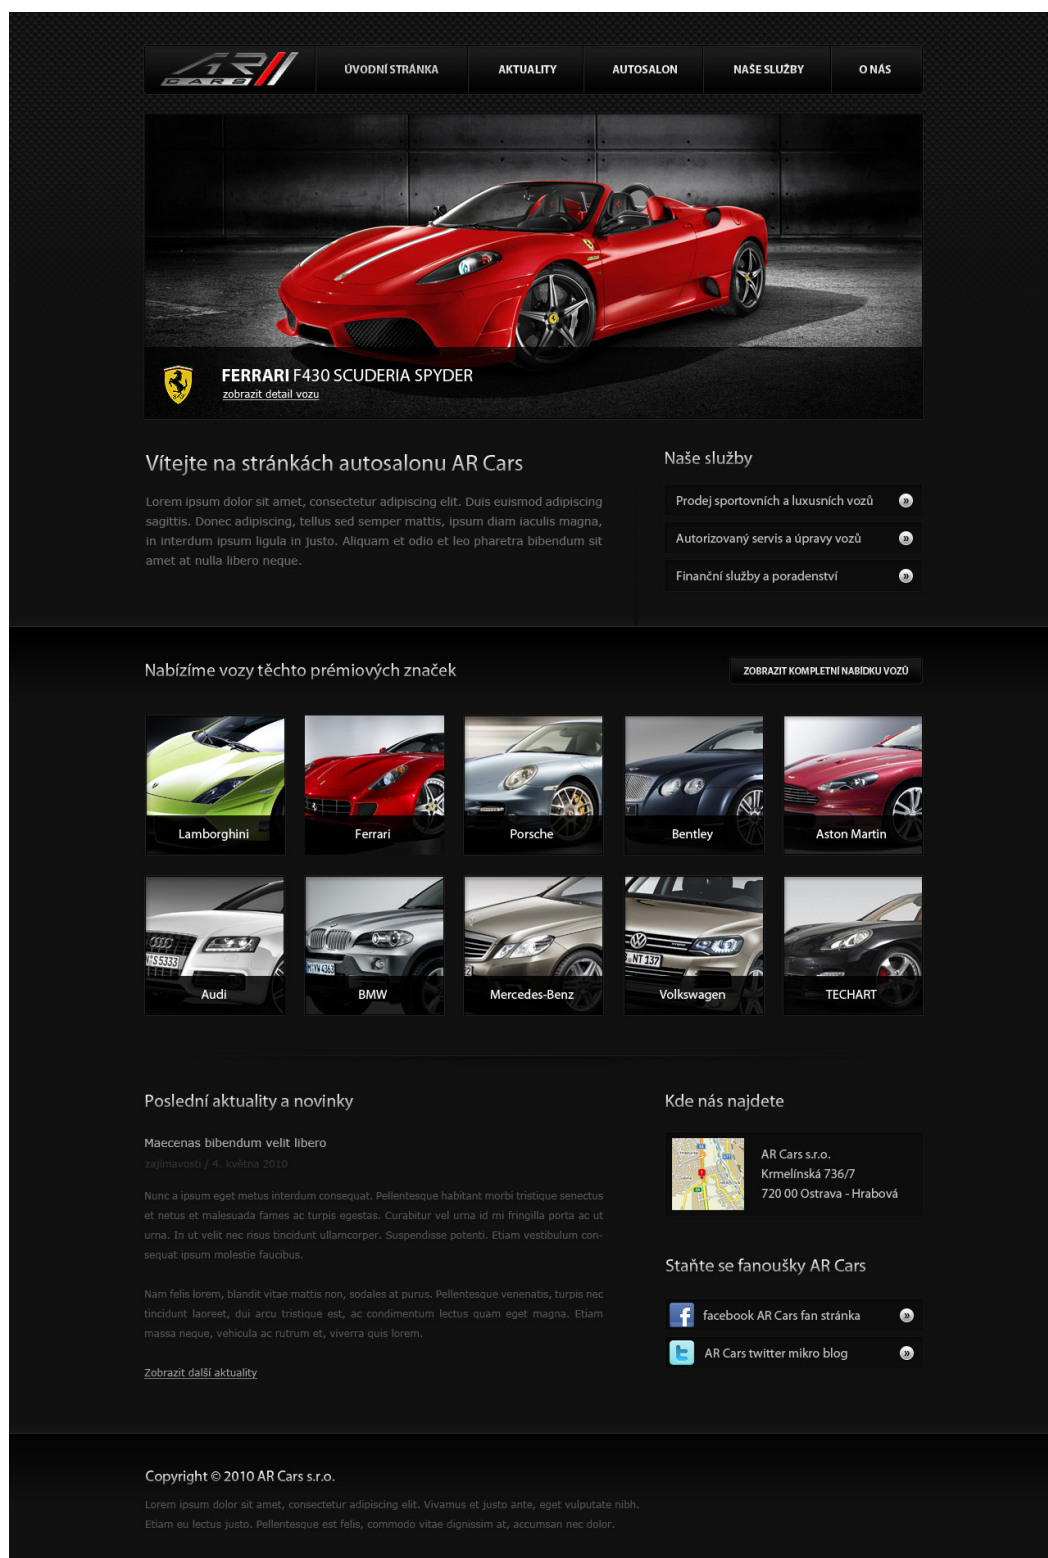 AR
CARS
ÚVODNÍ STRÁNKA
AKTUALITY
AUTOSALON
NAŠE SLUŽBY
O NÁS
FERRARI F430 SCUDERIA SPYDER
zobrazit detail vozu
Vítejte na stránkách autosalonu AR Cars
Lorem ipsum dolor sit amet, consectetur adipiscing elit. Duis euismod adipiscing
sagittis. Donec adipiscing, tellus sed semper mattis, ipsum diam iaculis magna,
in interdum ipsum ligula in justo. Aliquam et odio et leo pharetra bibendum sit
amet at nulla libero neque.
Naše služby
Prodej sportovních a luxusních vozů
Autorizovaný servis a úpravy vozů
Finanční služby a poradenství
Nabízíme vozy těchto prémiových značek
ZOBRAZIT KOMPLETNÍ NABÍDKU VOZŮ
Lamborghini
Ferrari
Porsche
Bentley
Aston Martin
Audi
BMW
Mercedes-Benz
Volkswagen
TECHART
Poslední aktuality a novinky
Maecenas bibendum velit libero
zajímavosti / 4. května 2010
Nunc a ipsum eget metus interdum consequat. Pellentesque habitant morbi tristique senectus
et netus et malesuada fames ac turpis egestas. Curabitur vel urna id mi fringilla porta ac ut
urna. In ut velit nec risus tincidunt ullamcorper. Suspendisse potenti. Etiam vestibulum con-
sequat ipsum molestie faucibus.
Nam felis lorem, blandit vitae mattis non, sodales at purus. Pellentesque venenatis, turpis nec
tincidunt laoreet, dui arcu tristique est, ac condimentum lectus quam eget magna. Etiam
massa neque, vehicula ac rutrum et, viverra quis lorem.
Zobrazit další aktuality
Kde nás najdete
AR Cars s.r.o.
Krmelínská 736/7
720 00 Ostrava - Hrabová
Staňte se fanoušky AR Cars
facebook AR Cars fan stránka
AR Cars twitter mikro blog
Copyright © 2010 AR Cars s.r.o.
Lorem ipsum dolor sit amet, consectetur adipiscing elit. Vivamus et justo ante, eget vulputate nibh.
Etiam eu lectus justo. Pellentesque est felis, commodo vitae dignissim at, accumsan nec dolor.